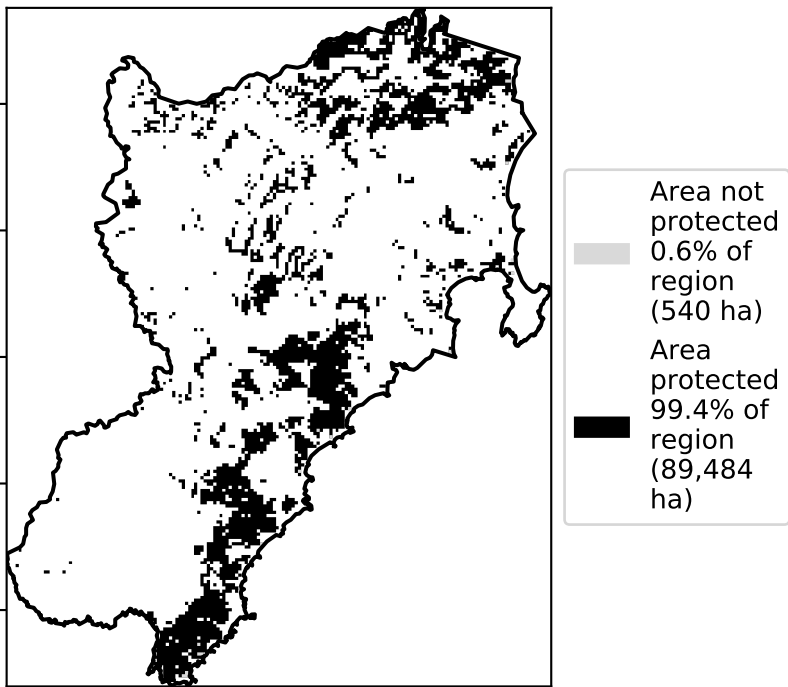 Area not
protected
0.6% of
region
(540 ha)
Area
protected
99.4% of
region
(89,484
ha)